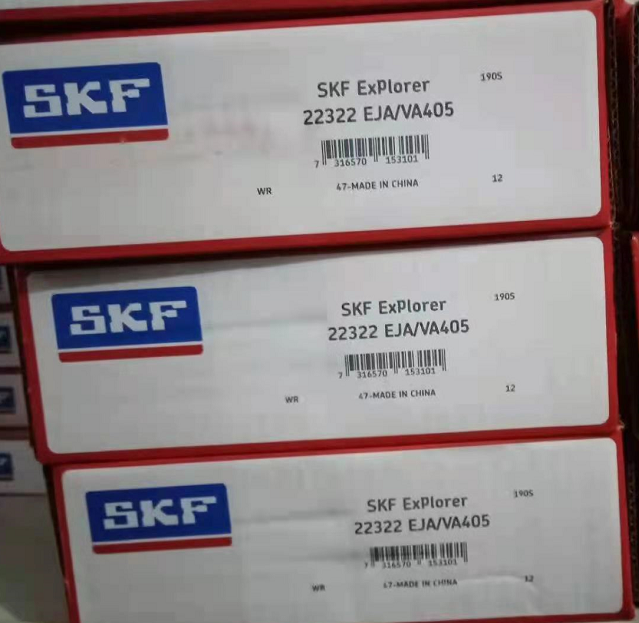 SKF
SKF ExPlorer
1905
22322 EJA/VA405
7 316570 153101
WR
47-MADE IN CHINA
12
SKF
SKF ExPlorer
1905
22322 EJA/VA405
7 316570 153101
WR
47-MADE IN CHINA
12
SKF
SKF ExPlorer
1905
22322 EJA/VA405
7 316570 153101
WR
47-MADE IN CHINA
12